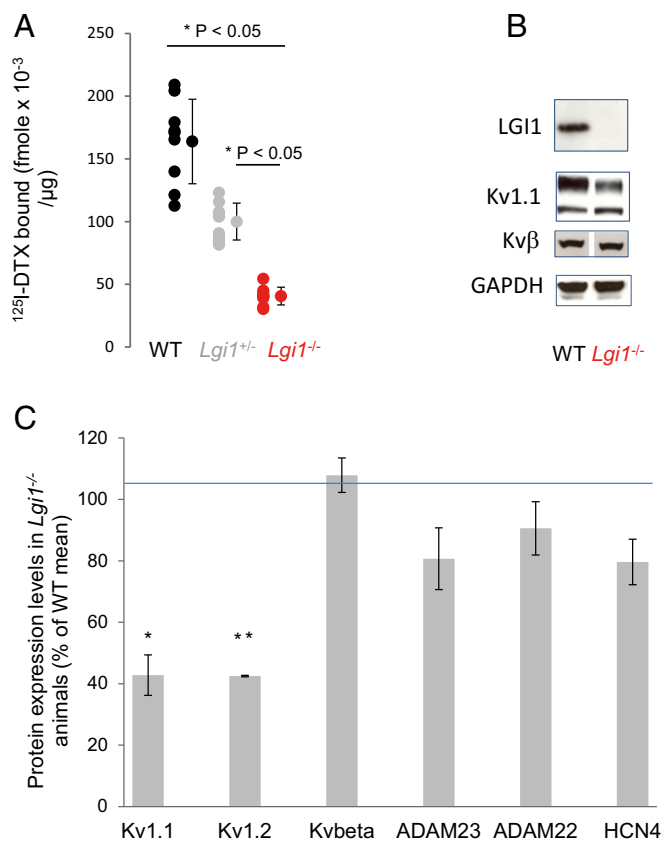 A
¹²⁵I-DTX bound (fmole x 10⁻³
/µg)
250
200
150
100
50
0
* P < 0.05
* P < 0.05
WT Lgi1⁺/⁻ Lgi1⁻/⁻
B
LGI1
Kv1.1
Kvβ
GAPDH
WT Lgi1⁻/⁻
C
Protein expression levels in Lgi1⁻/⁻
animals (% of WT mean)
120
100
80
60
40
20
0
* **
Kv1.1 Kv1.2 Kvbeta ADAM23 ADAM22 HCN4